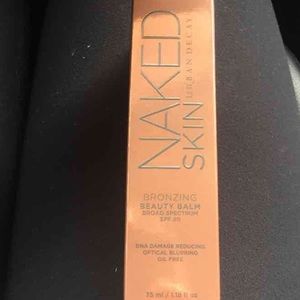 NAKED
SKIN
URBAN DECAY
BRONZING
BEAUTY BALM
BROAD SPECTRUM
SPF 20
DNA DAMAGE REDUCING,
OPTICAL BLURRING
OIL FREE
35 ml / 1.18 fl oz